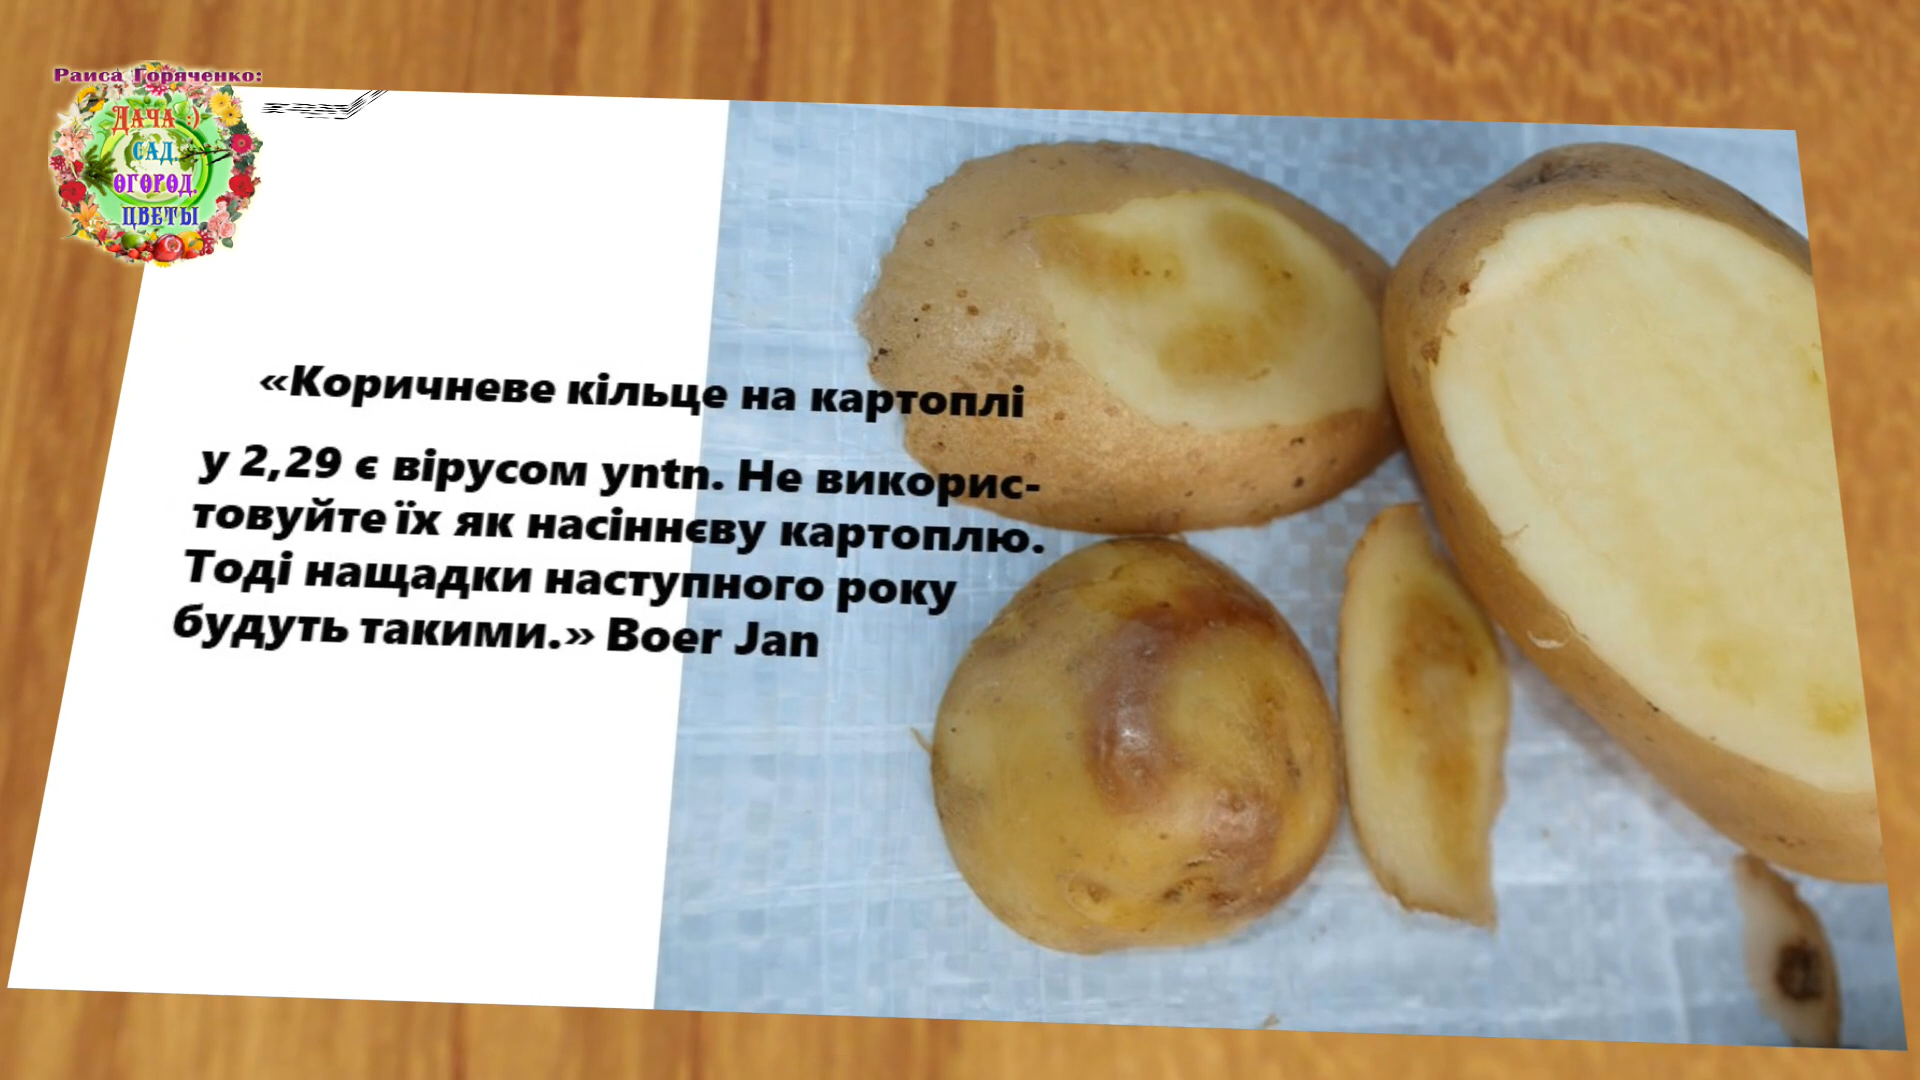 Раиса Горяченко:
Дача :)
сад,
огород,
цветы
«Коричневе кільце на картоплі
у 2,29 є вірусом yntn. Не викорис-
товуйте їх як насіннєву картоплю.
Тоді нащадки наступного року
будуть такими.» Boer Jan